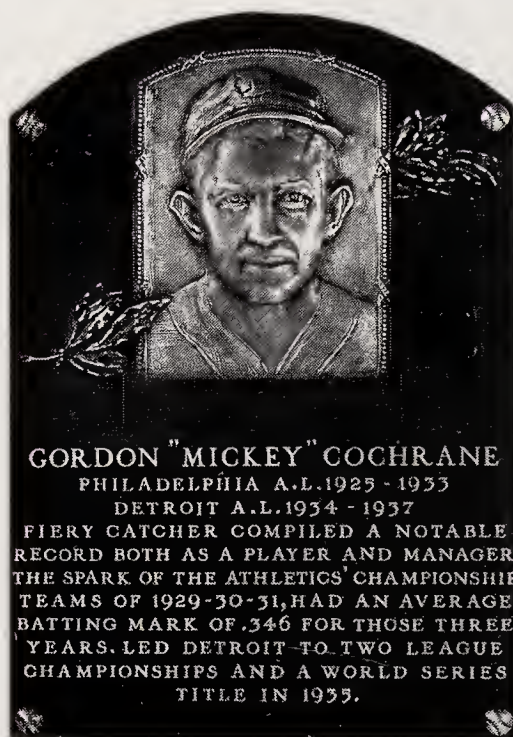 GORDON "MICKEY" COCHRANE
PHILADELPHIA A.L. 1925 - 1933
DETROIT A.L. 1934 - 1937
FIERY CATCHER COMPILED A NOTABLE
RECORD BOTH AS A PLAYER AND MANAGER
THE SPARK OF THE ATHLETICS' CHAMPIONSHIP
TEAMS OF 1929-30-31, HAD AN AVERAGE
BATTING MARK OF .346 FOR THOSE THREE
YEARS. LED DETROIT TO TWO LEAGUE
CHAMPIONSHIPS AND A WORLD SERIES
TITLE IN 1935.